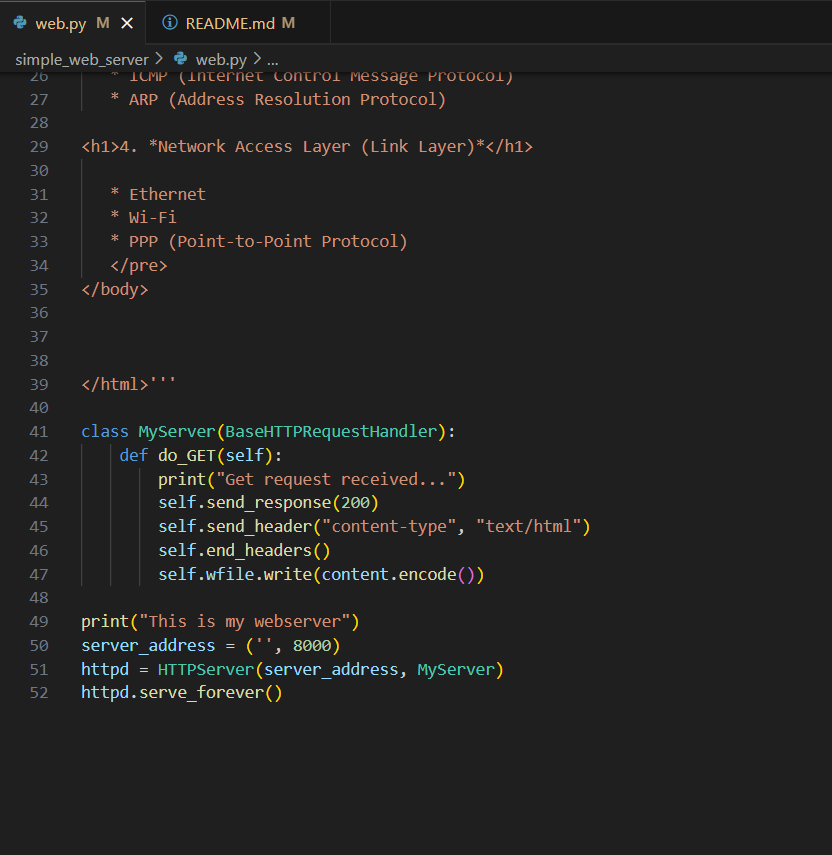 web.py M ×
README.md M
simple_web_server > web.py > ...
26 * ICMP (Internet Control Message Protocol)
27 * ARP (Address Resolution Protocol)
28
29 <h1>4. *Network Access Layer (Link Layer)*</h1>
30
31 * Ethernet
32 * Wi-Fi
33 * PPP (Point-to-Point Protocol)
34 </pre>
35 </body>
36
37
38
39 </html>'''
40
41 class MyServer(BaseHTTPRequestHandler):
42 def do_GET(self):
43 print("Get request received...")
44 self.send_response(200)
45 self.send_header("content-type", "text/html")
46 self.end_headers()
47 self.wfile.write(content.encode())
48
49 print("This is my webserver")
50 server_address = ('', 8000)
51 httpd = HTTPServer(server_address, MyServer)
52 httpd.serve_forever()